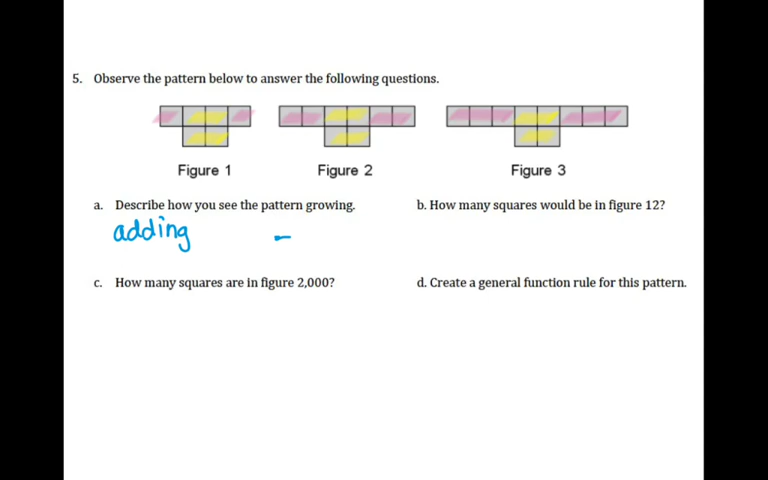 5. Observe the pattern below to answer the following questions.
Figure 1 Figure 2 Figure 3
a. Describe how you see the pattern growing. b. How many squares would be in figure 12?
adding -
c. How many squares are in figure 2,000? d. Create a general function rule for this pattern.